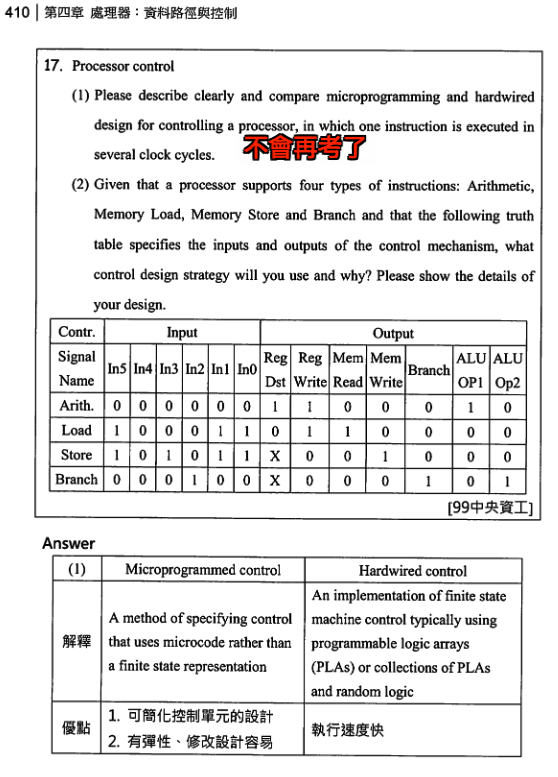 410 | 第四章 處理器：資料路徑與控制
17. Processor control
(1) Please describe clearly and compare microprogramming and hardwired
design for controlling a processor, in which one instruction is executed in
several clock cycles.
不會再考了
(2) Given that a processor supports four types of instructions: Arithmetic,
Memory Load, Memory Store and Branch and that the following truth
table specifies the inputs and outputs of the control mechanism, what
control design strategy will you use and why? Please show the details of
your design.
Contr. Input Output
Signal Name In5 In4 In3 In2 In1 In0 Reg Dst Reg Write Mem Read Mem Write Branch ALU OP1 ALU Op2
Arith. 0 0 0 0 0 0 1 1 0 0 0 1 0
Load 1 0 0 0 1 1 0 1 1 0 0 0 0
Store 1 0 1 0 1 1 X 0 0 1 0 0 0
Branch 0 0 0 1 0 0 X 0 0 0 1 0 1
[99中央資工]
Answer
(1) Microprogrammed control Hardwired control
解釋
A method of specifying control
that uses microcode rather than
a finite state representation
An implementation of finite state
machine control typically using
programmable logic arrays
(PLAs) or collections of PLAs
and random logic
優點
1. 可簡化控制單元的設計
2. 有彈性、修改設計容易
執行速度快